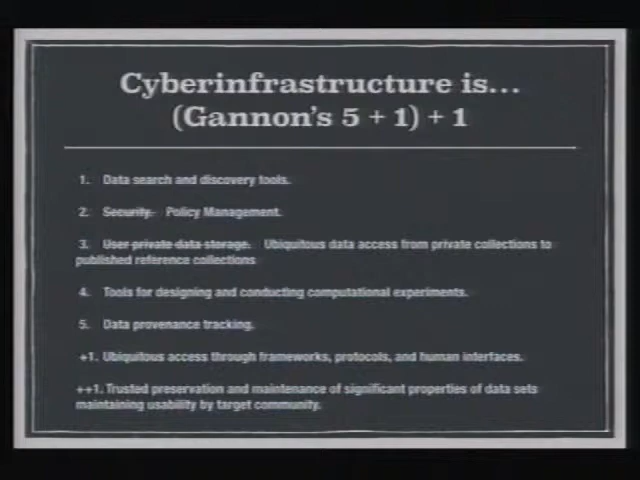 Cyberinfrastructure is...
(Gannon's 5 + 1) + 1
1. Data search and discovery tools.
2. Security. Policy Management.
3. User private data storage. Ubiquitous data access from private collections to
published reference collections
4. Tools for designing and conducting computational experiments.
5. Data provenance tracking.
+1. Ubiquitous access through frameworks, protocols, and human interfaces.
++1. Trusted preservation and maintenance of significant properties of data sets
maintaining usability by target community.